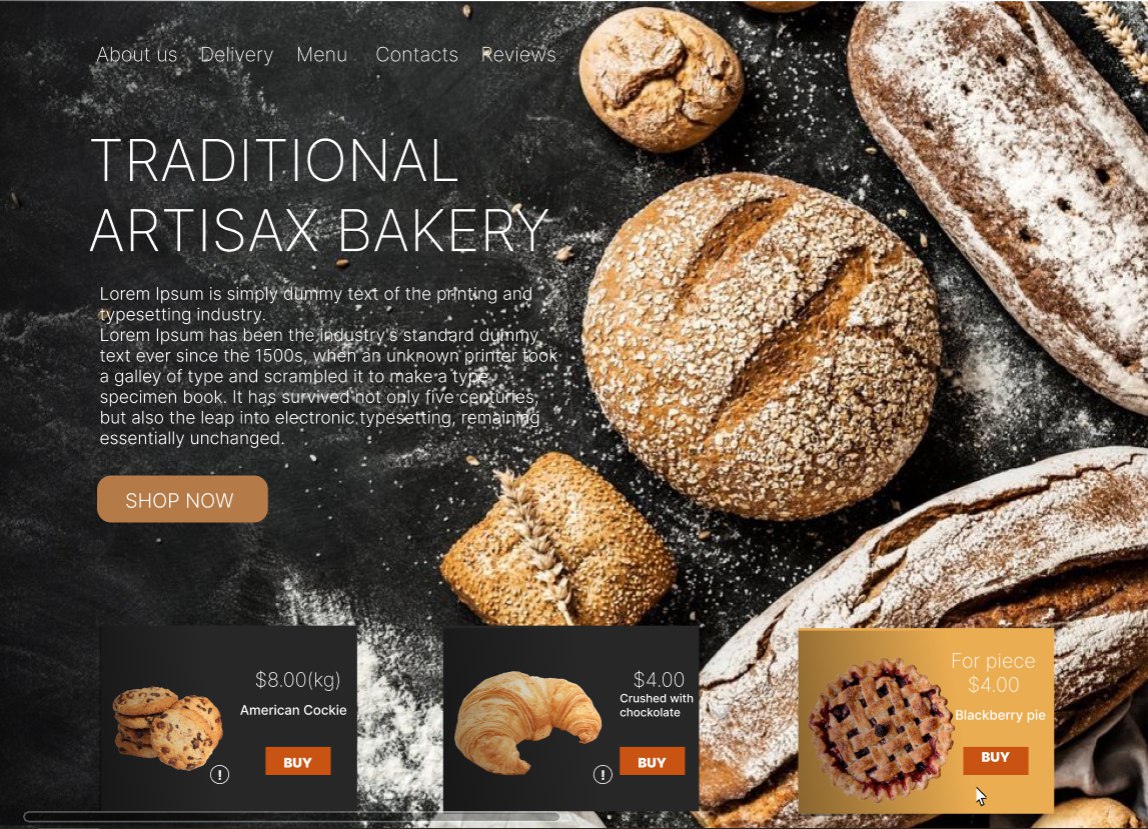 About us Delivery Menu Contacts Reviews
TRADITIONAL
ARTISAX BAKERY
Lorem Ipsum is simply dummy text of the printing and
typesetting industry.
Lorem Ipsum has been the industry's standard dummy
text ever since the 1500s, when an unknown printer took
a galley of type and scrambled it to make a type
specimen book. It has survived not only five centuries,
but also the leap into electronic typesetting, remaining
essentially unchanged.
SHOP NOW
$8.00(kg)
American Cockie
BUY
!
$4.00
Crushed with
chockolate
BUY
!
For piece
$4.00
Blackberry pie
BUY